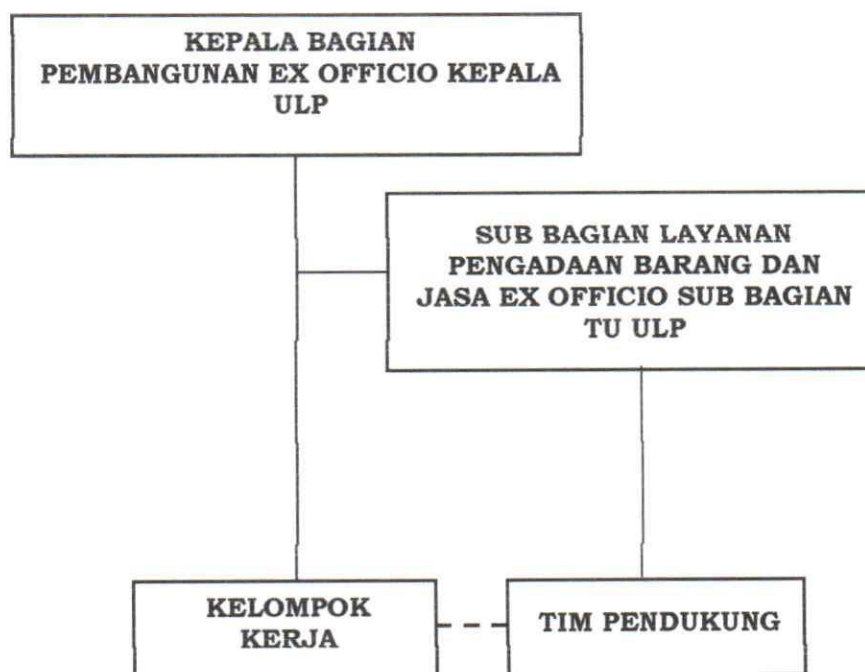 KEPALA BAGIAN
PEMBANGUNAN EX OFFICIO KEPALA
ULP
SUB BAGIAN LAYANAN
PENGADAAN BARANG DAN
JASA EX OFFICIO SUB BAGIAN
TU ULP
KELOMPOK
KERJA
TIM PENDUKUNG